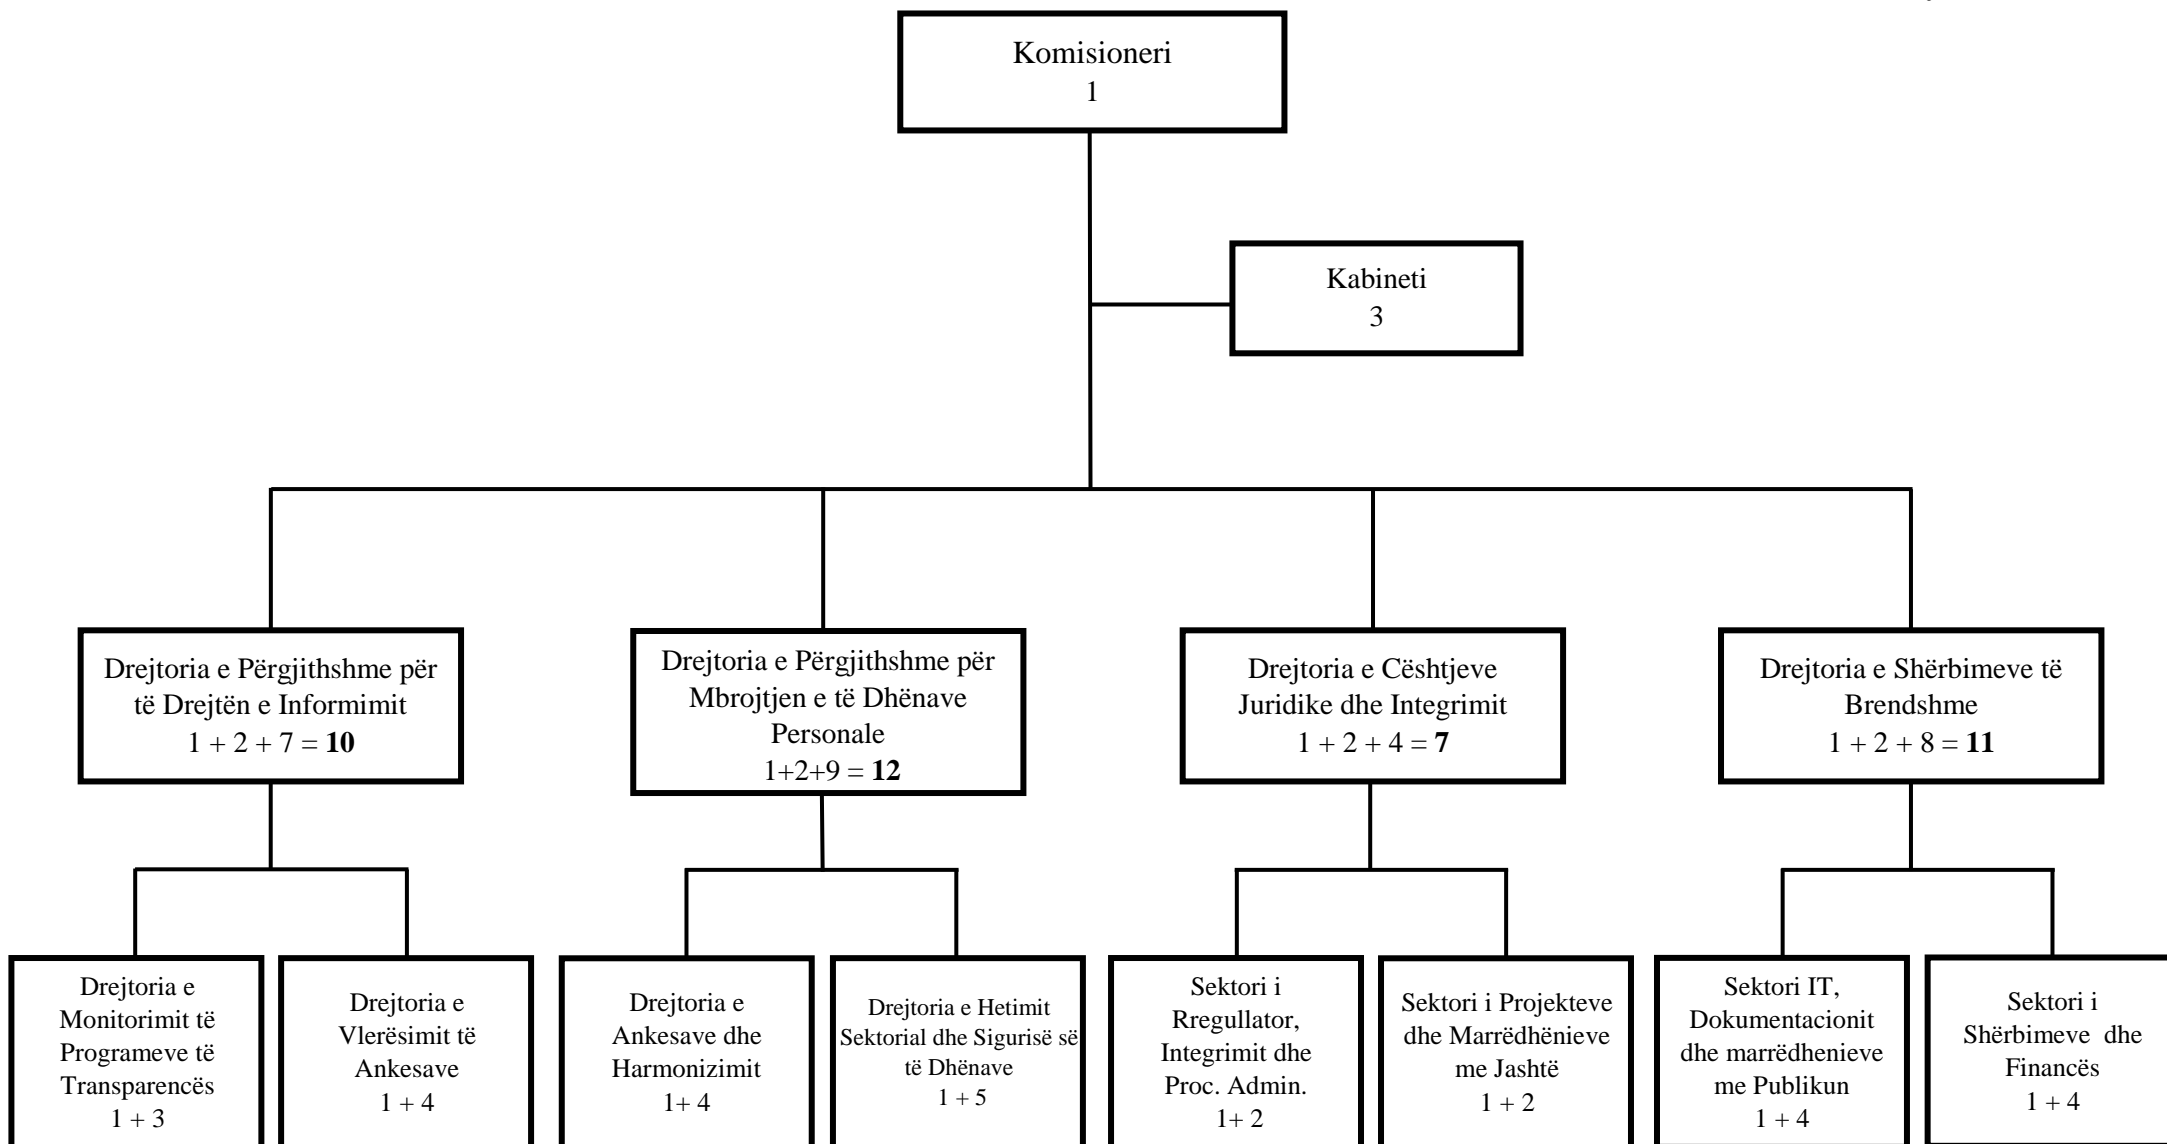 Komisioneri
1
Kabineti
3
Drejtoria e Përgjithshme për
të Drejtën e Informimit
1 + 2 + 7 = 10
Drejtoria e Përgjithshme për
Mbrojtjen e të Dhënave
Personale
1+2+9 = 12
Drejtoria e Cështjeve
Juridike dhe Integrimit
1 + 2 + 4 = 7
Drejtoria e Shërbimeve të
Brendshme
1 + 2 + 8 = 11
Drejtoria e
Monitorimit të
Programeve të
Transparencës
1 + 3
Drejtoria e
Vlerësimit të
Ankesave
1 + 4
Drejtoria e
Ankesave dhe
Harmonizimit
1+ 4
Drejtoria e Hetimit
Sektorial dhe Sigurisë së
të Dhënave
1 + 5
Sektori i
Rregullator,
Integrimit dhe
Proc. Admin.
1+ 2
Sektori i Projekteve
dhe Marrëdhënieve
me Jashtë
1 + 2
Sektori IT,
Dokumentacionit
dhe marrëdhenieve
me Publikun
1 + 4
Sektori i
Shërbimeve  dhe
Financës
1 + 4